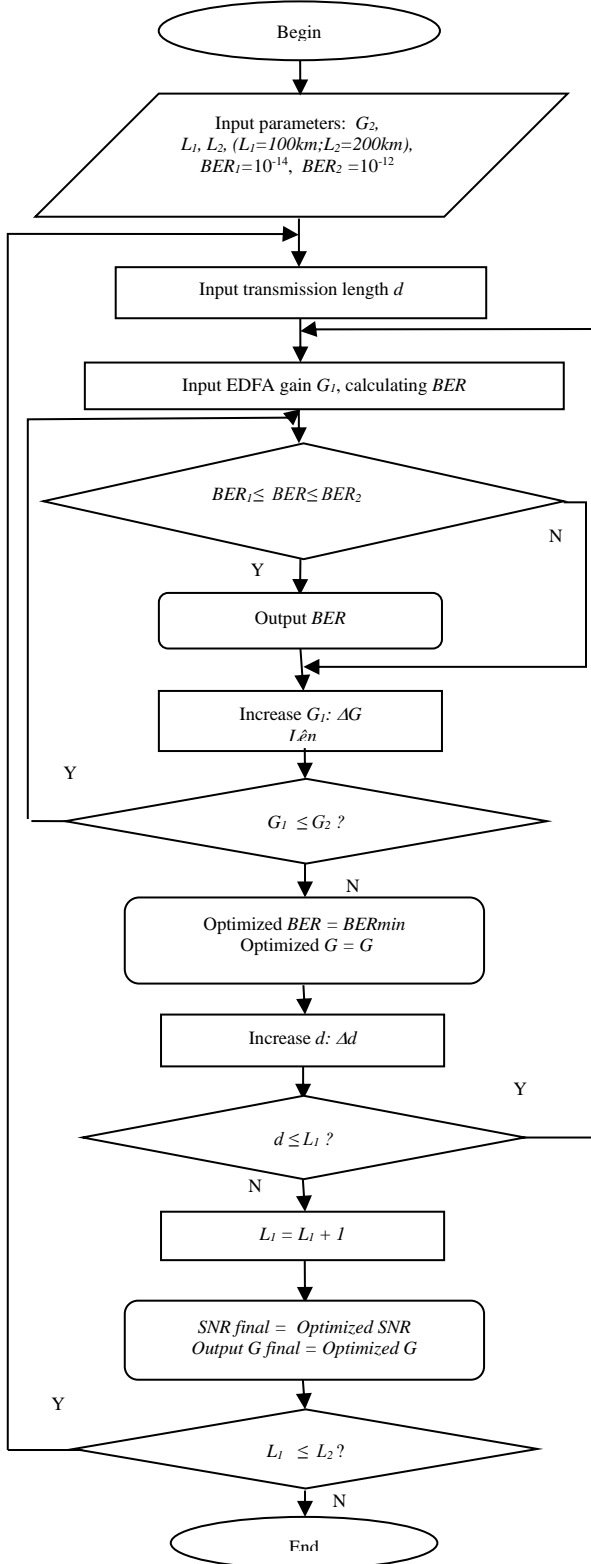 Begin
Input parameters: G₂,
L₁, L₂, (L₁=100km;L₂=200km),
BER₁=10⁻¹⁴, BER₂ =10⁻¹²
Input transmission length d
Input EDFA gain G₁, calculating BER
BER₁≤ BER≤BER₂
N
Y
Output BER
Increase G₁: ΔG
Lên
Y
G₁ ≤ G₂ ?
N
Optimized BER = BERmin
Optimized G = G
Increase d: Δd
Y
d ≤ L₁ ?
N
L₁ = L₁ + 1
SNR final = Optimized SNR
Output G final = Optimized G
Y
L₁ ≤ L₂?
N
End